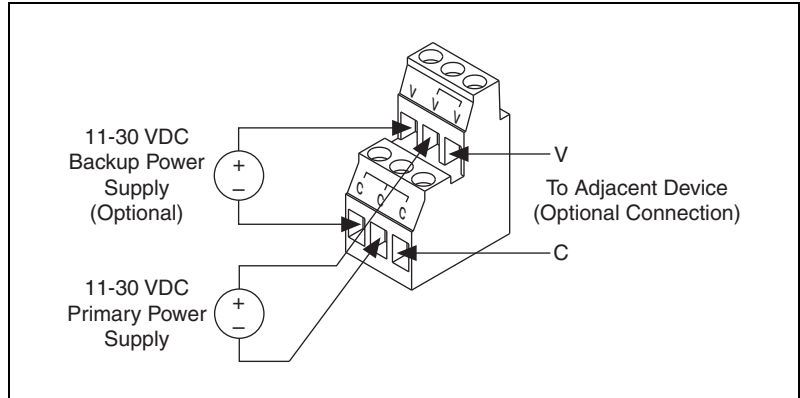 V V V
11-30 VDC
Backup Power
Supply
(Optional)
+
–
V
To Adjacent Device
(Optional Connection)
C C C
C
11-30 VDC
Primary Power
Supply
+
–